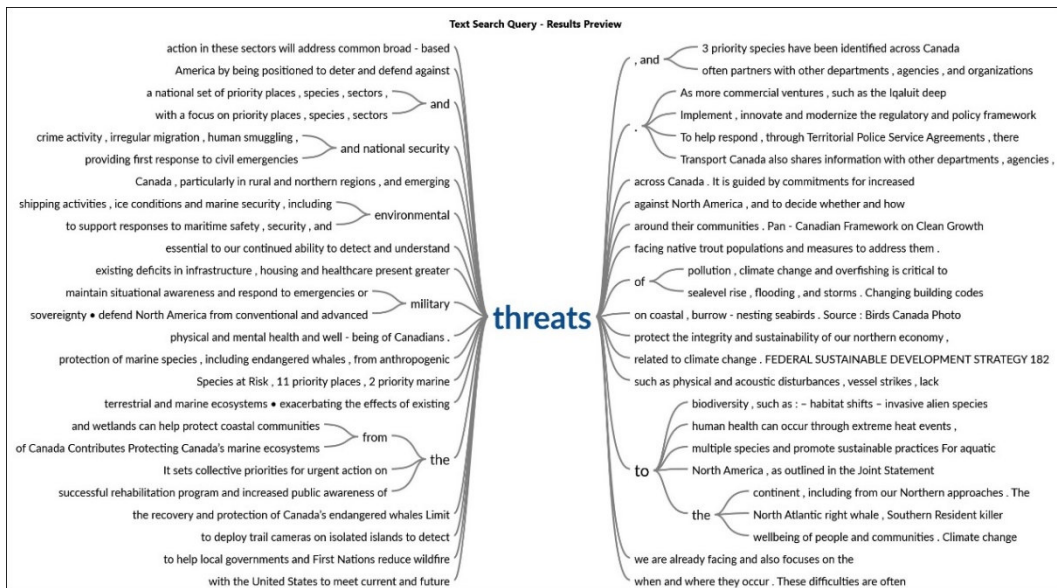 Text Search Query - Results Preview
action in these sectors will address common broad - based
America by being positioned to deter and defend against
a national set of priority places , species , sectors ,
with a focus on priority places , species , sectors
and
crime activity , irregular migration , human smuggling ,
providing first response to civil emergencies
and national security
Canada , particularly in rural and northern regions , and emerging
shipping activities , ice conditions and marine security , including
to support responses to maritime safety , security , and
environmental
essential to our continued ability to detect and understand
existing deficits in infrastructure , housing and healthcare present greater
maintain situational awareness and respond to emergencies or
sovereignty • defend North America from conventional and advanced
military
physical and mental health and well - being of Canadians .
protection of marine species , including endangered whales , from anthropogenic
Species at Risk , 11 priority places , 2 priority marine
terrestrial and marine ecosystems • exacerbating the effects of existing
and wetlands can help protect coastal communities
of Canada Contributes Protecting Canada's marine ecosystems
from
It sets collective priorities for urgent action on
successful rehabilitation program and increased public awareness of
the
the recovery and protection of Canada's endangered whales Limit
to deploy trail cameras on isolated islands to detect
to help local governments and First Nations reduce wildfire
with the United States to meet current and future
threats
, and
3 priority species have been identified across Canada
often partners with other departments , agencies , and organizations
.
As more commercial ventures , such as the Iqaluit deep
Implement , innovate and modernize the regulatory and policy framework
To help respond , through Territorial Police Service Agreements , there
Transport Canada also shares information with other departments , agencies ,
across Canada . It is guided by commitments for increased
against North America , and to decide whether and how
around their communities . Pan - Canadian Framework on Clean Growth
facing native trout populations and measures to address them .
of
pollution , climate change and overfishing is critical to
sealevel rise , flooding , and storms . Changing building codes
on coastal , burrow - nesting seabirds . Source : Birds Canada Photo
protect the integrity and sustainability of our northern economy ,
related to climate change . FEDERAL SUSTAINABLE DEVELOPMENT STRATEGY 182
such as physical and acoustic disturbances , vessel strikes , lack
to
biodiversity , such as : – habitat shifts – invasive alien species
human health can occur through extreme heat events ,
multiple species and promote sustainable practices For aquatic
North America , as outlined in the Joint Statement
the
continent , including from our Northern approaches . The
North Atlantic right whale , Southern Resident killer
wellbeing of people and communities . Climate change
we are already facing and also focuses on the
when and where they occur . These difficulties are often